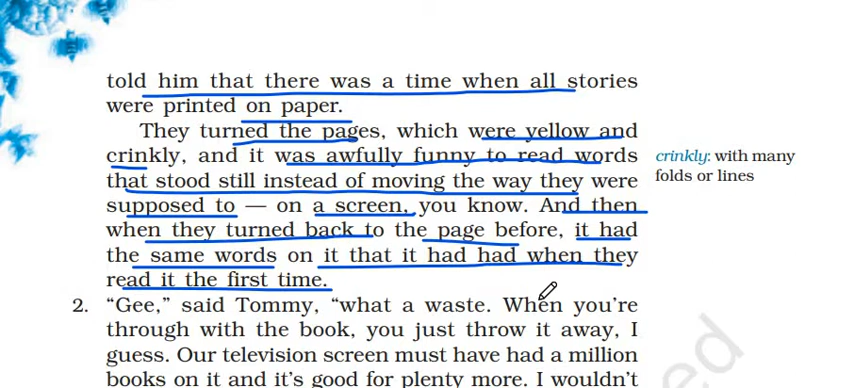 told him that there was a time when all stories
were printed on paper.
They turned the pages, which were yellow and
crinkly, and it was awfully funny to read words
that stood still instead of moving the way they were
supposed to — on a screen, you know. And then
when they turned back to the page before, it had
the same words on it that it had had when they
read it the first time.
crinkly: with many
folds or lines
2. “Gee,” said Tommy, “what a waste. When you’re
through with the book, you just throw it away, I
guess. Our television screen must have had a million
books on it and it’s good for plenty more. I wouldn’t